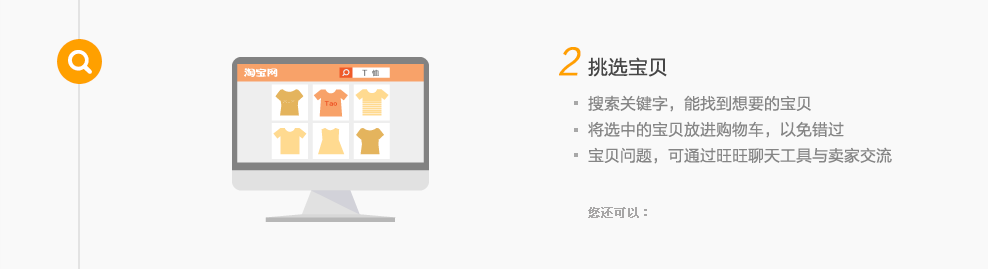 淘宝网
T 恤
Tao
2 挑选宝贝
搜索关键字，能找到想要的宝贝
将选中的宝贝放进购物车，以免错过
宝贝问题，可通过旺旺聊天工具与卖家交流
您还可以：